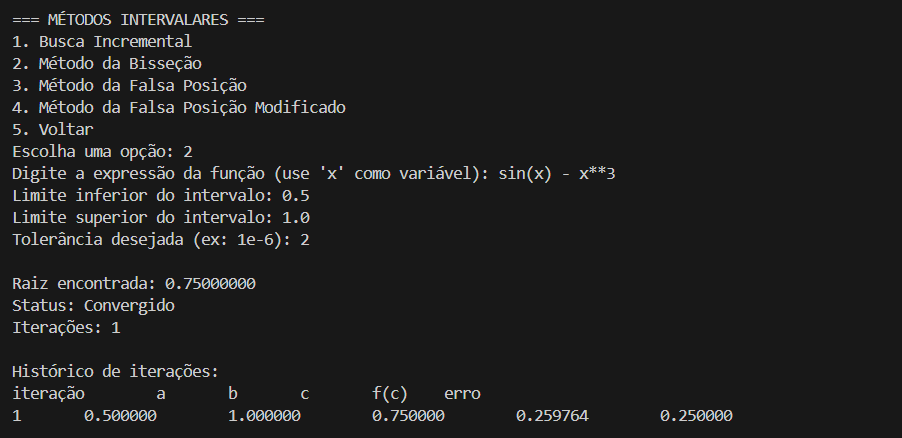 === MÉTODOS INTERVALARES ===
1. Busca Incremental
2. Método da Bisseção
3. Método da Falsa Posição
4. Método da Falsa Posição Modificado
5. Voltar
Escolha uma opção: 2
Digite a expressão da função (use 'x' como variável): sin(x) - x**3
Limite inferior do intervalo: 0.5
Limite superior do intervalo: 1.0
Tolerância desejada (ex: 1e-6): 2
Raiz encontrada: 0.75000000
Status: Convergido
Iterações: 1
Histórico de iterações:
iteração a b c f(c) erro
1 0.500000 1.000000 0.750000 0.259764 0.250000